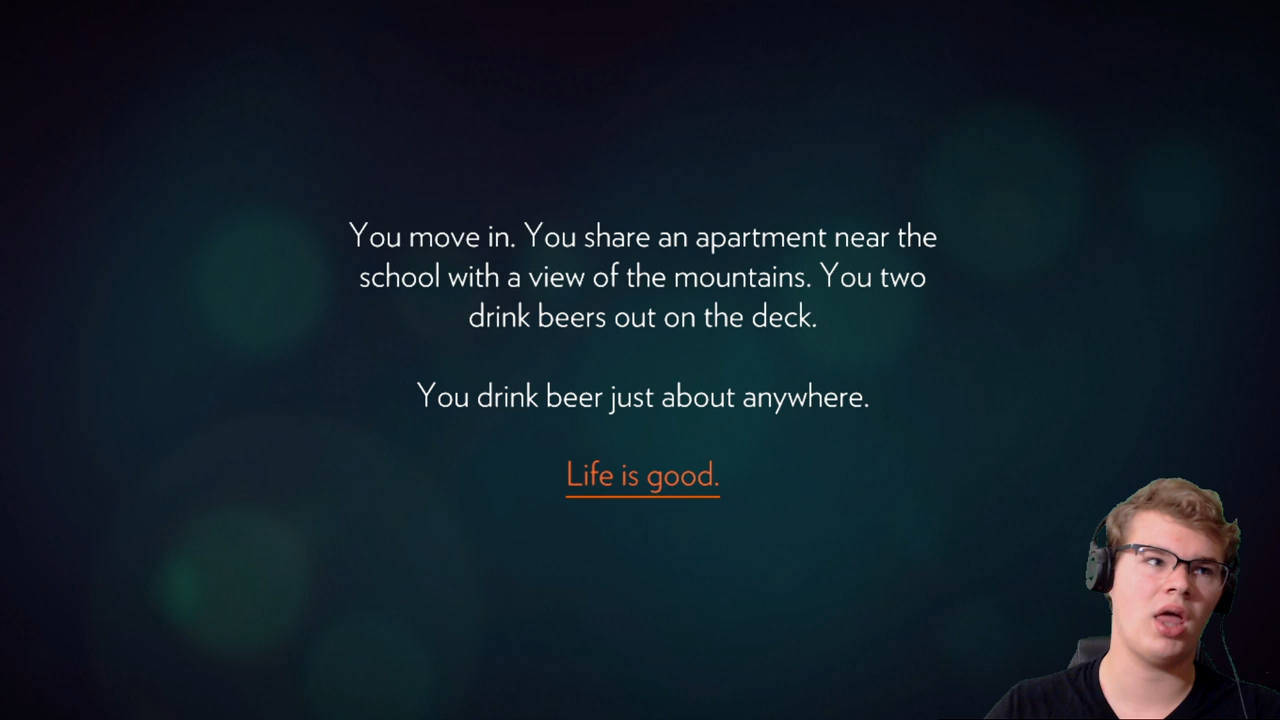 You move in. You share an apartment near the
school with a view of the mountains. You two
drink beers out on the deck.
You drink beer just about anywhere.
Life is good.